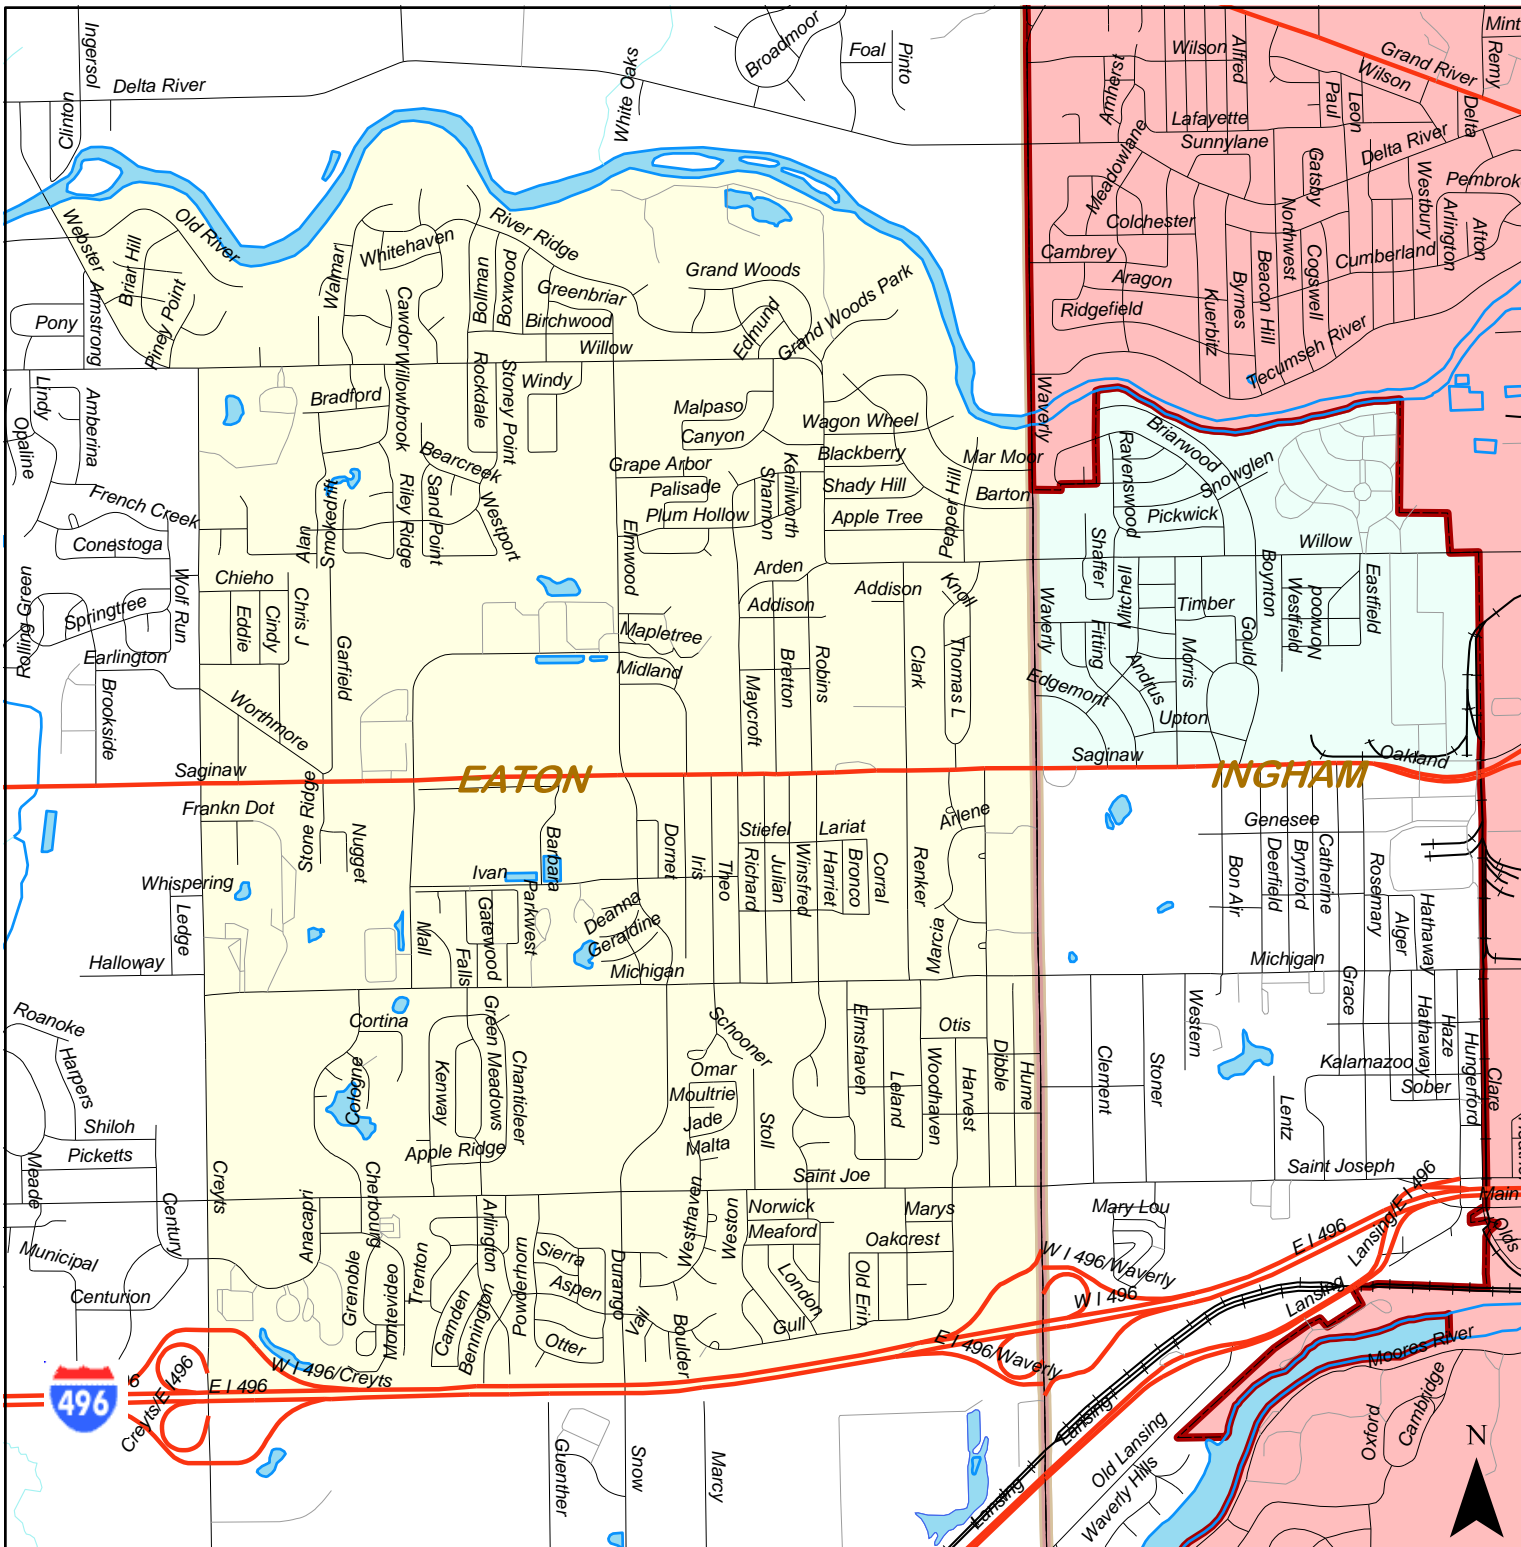 Ingersol
Delta River
Clinton
White Oaks
Broadmoor
Foal
Pinto
Wilson
Alfred
Amherst
Grand River
Wilson
Mint
Remy
Paul
Leon
Delta
Lafayette
Sunnylane
Delta River
Meadowlane
Gatsby
Westbury
Pembrok
Colchester
Northwest
Arlington
Afton
Cambrey
Cumberland
Aragon
Beacon Hill
Cogswell
Ridgefield
Kuerbitz
Byrnes
Tecumseh River
Webster
Old River
Briar Hill
Piney Point
Armstrong
Pony
Walmar
Whitehaven
River Ridge
Bollman
Boxwood
Greenbriar
Birchwood
Willow
Grand Woods
Edmund
Grand Woods Park
Cawdor
Willowbrook
Rockdale
Stoney Point
Windy
Bradford
Lindy
Amberina
Opaline
Malpaso
Canyon
Wagon Wheel
Waverly
Briarwood
Snowglen
Ravenswood
Pickwick
Bearcreek
Grape Arbor
Palisade
Plum Hollow
Shannon
Kenilworth
Blackberry
Shady Hill
Apple Tree
Mar Moor
Barton
Pepper Hill
French Creek
Conestoga
Alan
Smokedrift
Riley Ridge
Sand Point
Westport
Elmwood
Shaffer
Willow
Rolling Green
Springtree
Wolf Run
Chieho
Eddie
Cindy
Chris J
Garfield
Arden
Addison
Addison
Knoll
Waverly
Mitchell
Timber
Boynton
Westfield
Norwood
Eastfield
Mapletree
Midland
Fitting
Gould
Morris
Andrus
Edgemont
Upton
Earlington
Brookside
Worthmore
Maycroft
Bretton
Robins
Clark
Thomas L
Saginaw
Saginaw
Oakland
EATON
INGHAM
Frankn Dot
Stone Ridge
Nugget
Barbara
Dornet
Iris
Theo
Stiefel
Lariat
Arlene
Richard
Julian
Winsfred
Harriet
Bronco
Corral
Renker
Genesee
Bon Air
Deerfield
Brynford
Catherine
Rosemary
Alger
Hathaway
Whispering
Ledge
Ivan
Mall
Gatewood
Falls
Parkwest
Deanna
Geraldine
Michigan
Marcia
Halloway
Michigan
Roanoke
Harpers
Cortina
Cologne
Kenway
Green Meadows
Chanticleer
Schooner
Omar
Moultrie
Jade
Malta
Stoll
Elmshaven
Leland
Otis
Woodhaven
Harvest
Dibble
Hume
Clement
Stoner
Western
Grace
Hathaway
Haze
Hungerford
Kalamazoo
Sober
Clare
Lentz
Shiloh
Picketts
Meade
Apple Ridge
Saint Joe
Saint Joseph
Creyts
Century
Municipal
Centurion
Anacapri
Cherbourg
Grenoble
Montevideo
Trenton
Arlington
Camden
Bennington
Powderhorn
Sierra
Aspen
Otter
Durango
Vail
Boulder
Westhaven
Weston
Norwick
Meaford
London
Gull
Old Erin
Oakcrest
Marys
Mary Lou
W I 496/Waverly
W I 496
E I 496
Lansing/E I 496
Main
Olds
Lansing
Moores River
E I 496/Waverly
W I 496/Creyts
E I 496
6
Creyts/E I 496
496
Guenther
Snow
Marcy
Lansing
Lansing
Old Lansing
Waverly Hills
Oxford
Cambridge
N